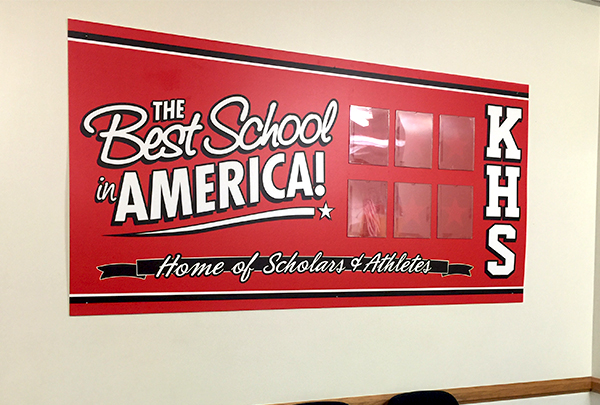 THE
Best School
in AMERICA!
Home of Scholars & Athletes
KHS